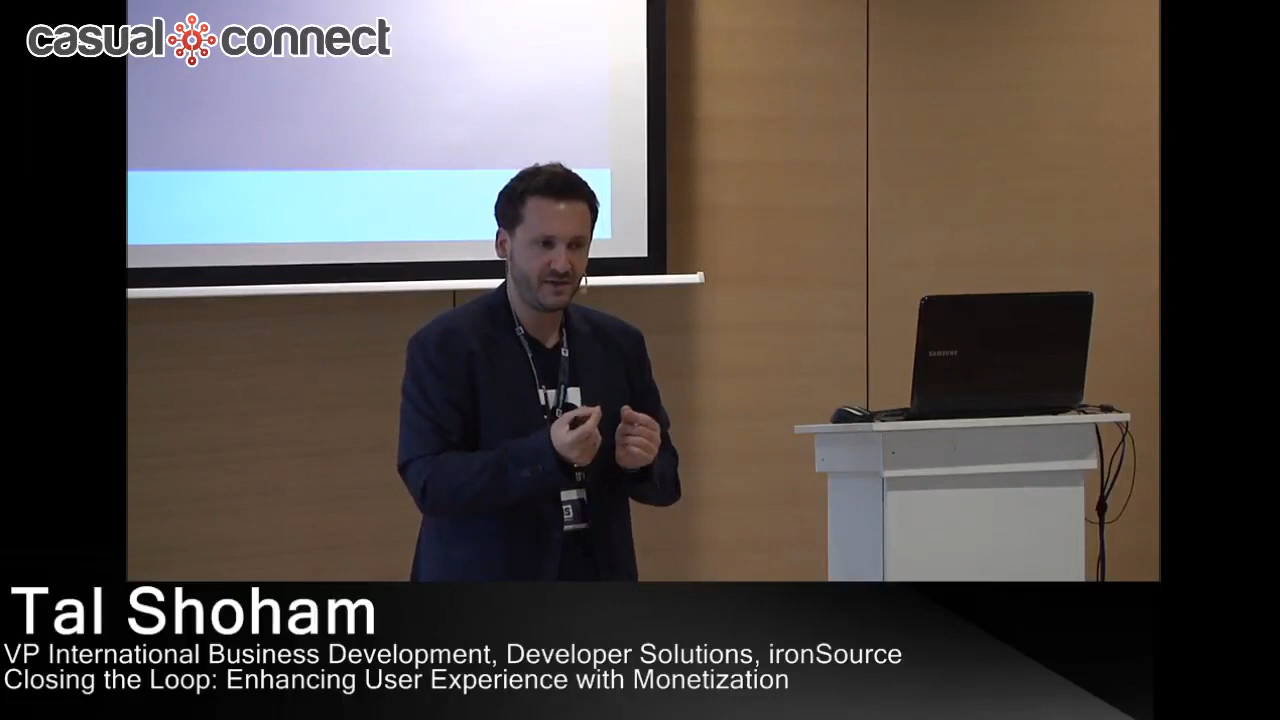 casual connect
SAMSUNG
S
Tal Shoham
VP International Business Development, Developer Solutions, ironSource
Closing the Loop: Enhancing User Experience with Monetization